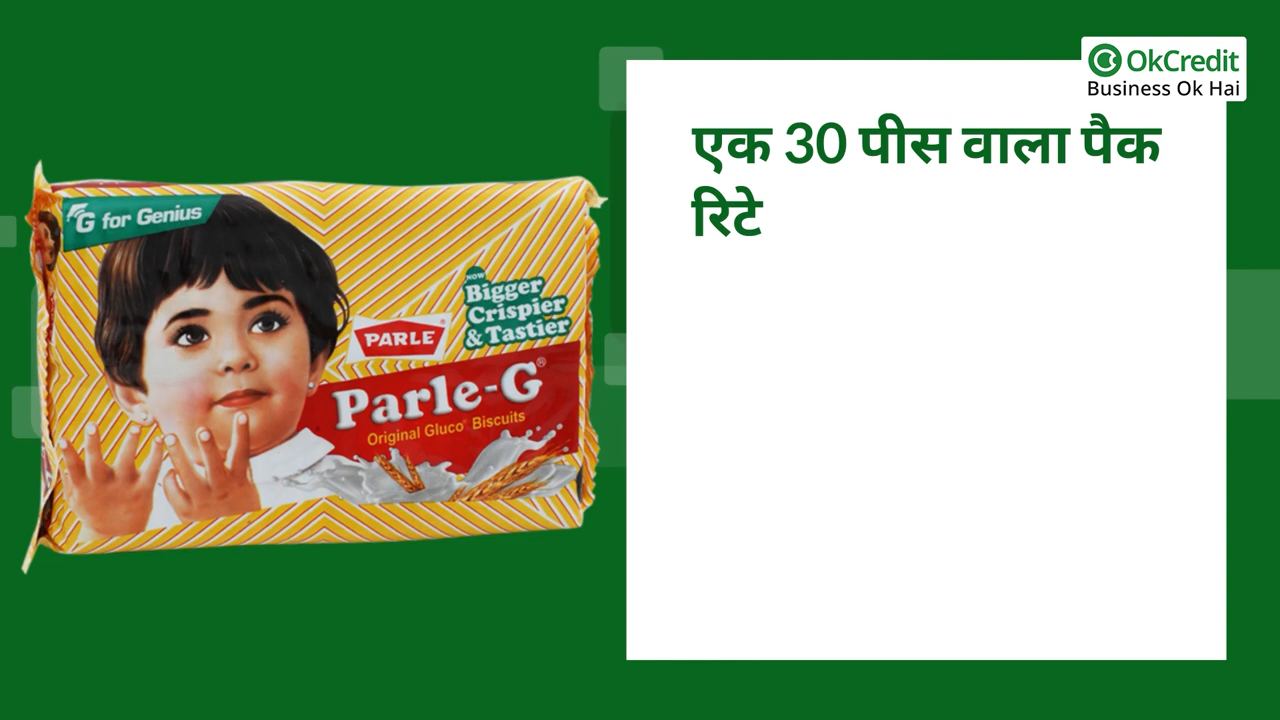 OkCredit
Business Ok Hai
एक 30 पीस वाला पैक
रिटे
G for Genius
NOW
Bigger
Crispier
& Tastier
PARLE®
Parle-G®
Original Gluco® Biscuits